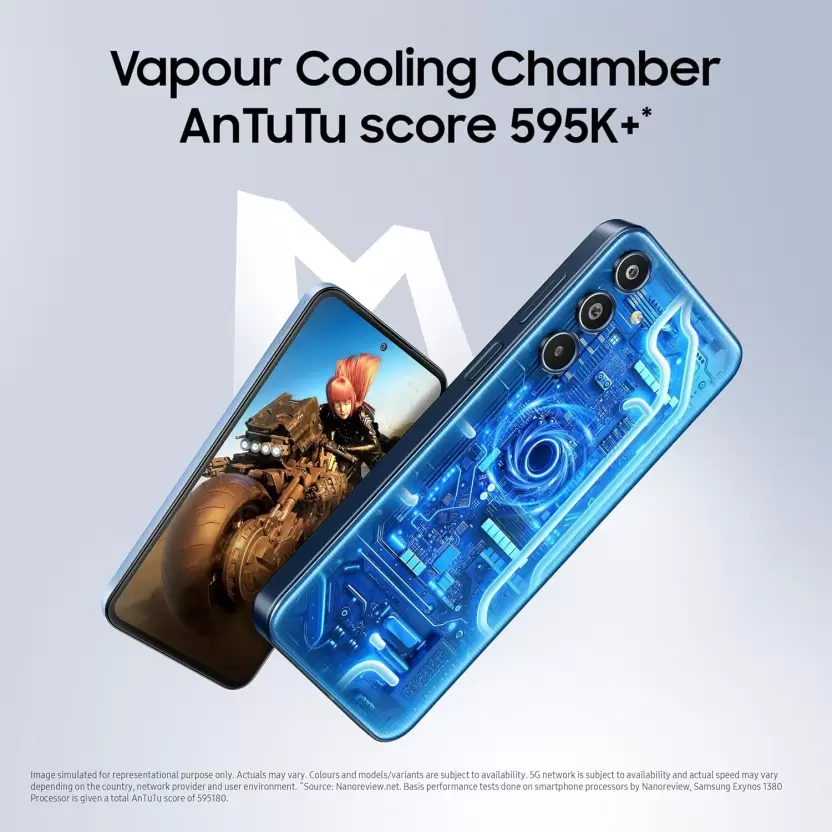 Vapour Cooling Chamber
AnTuTu score 595K+*
M
Image simulated for representational purpose only. Actuals may vary. Colours and models/variants are subject to availability. 5G network is subject to availability and actual speed may vary
depending on the country, network provider and user environment. *Source: Nanoreview.net. Basis performance tests done on smartphone processors by Nanoreview, Samsung Exynos 1380
Processor is given a total AnTuTu score of 595180.